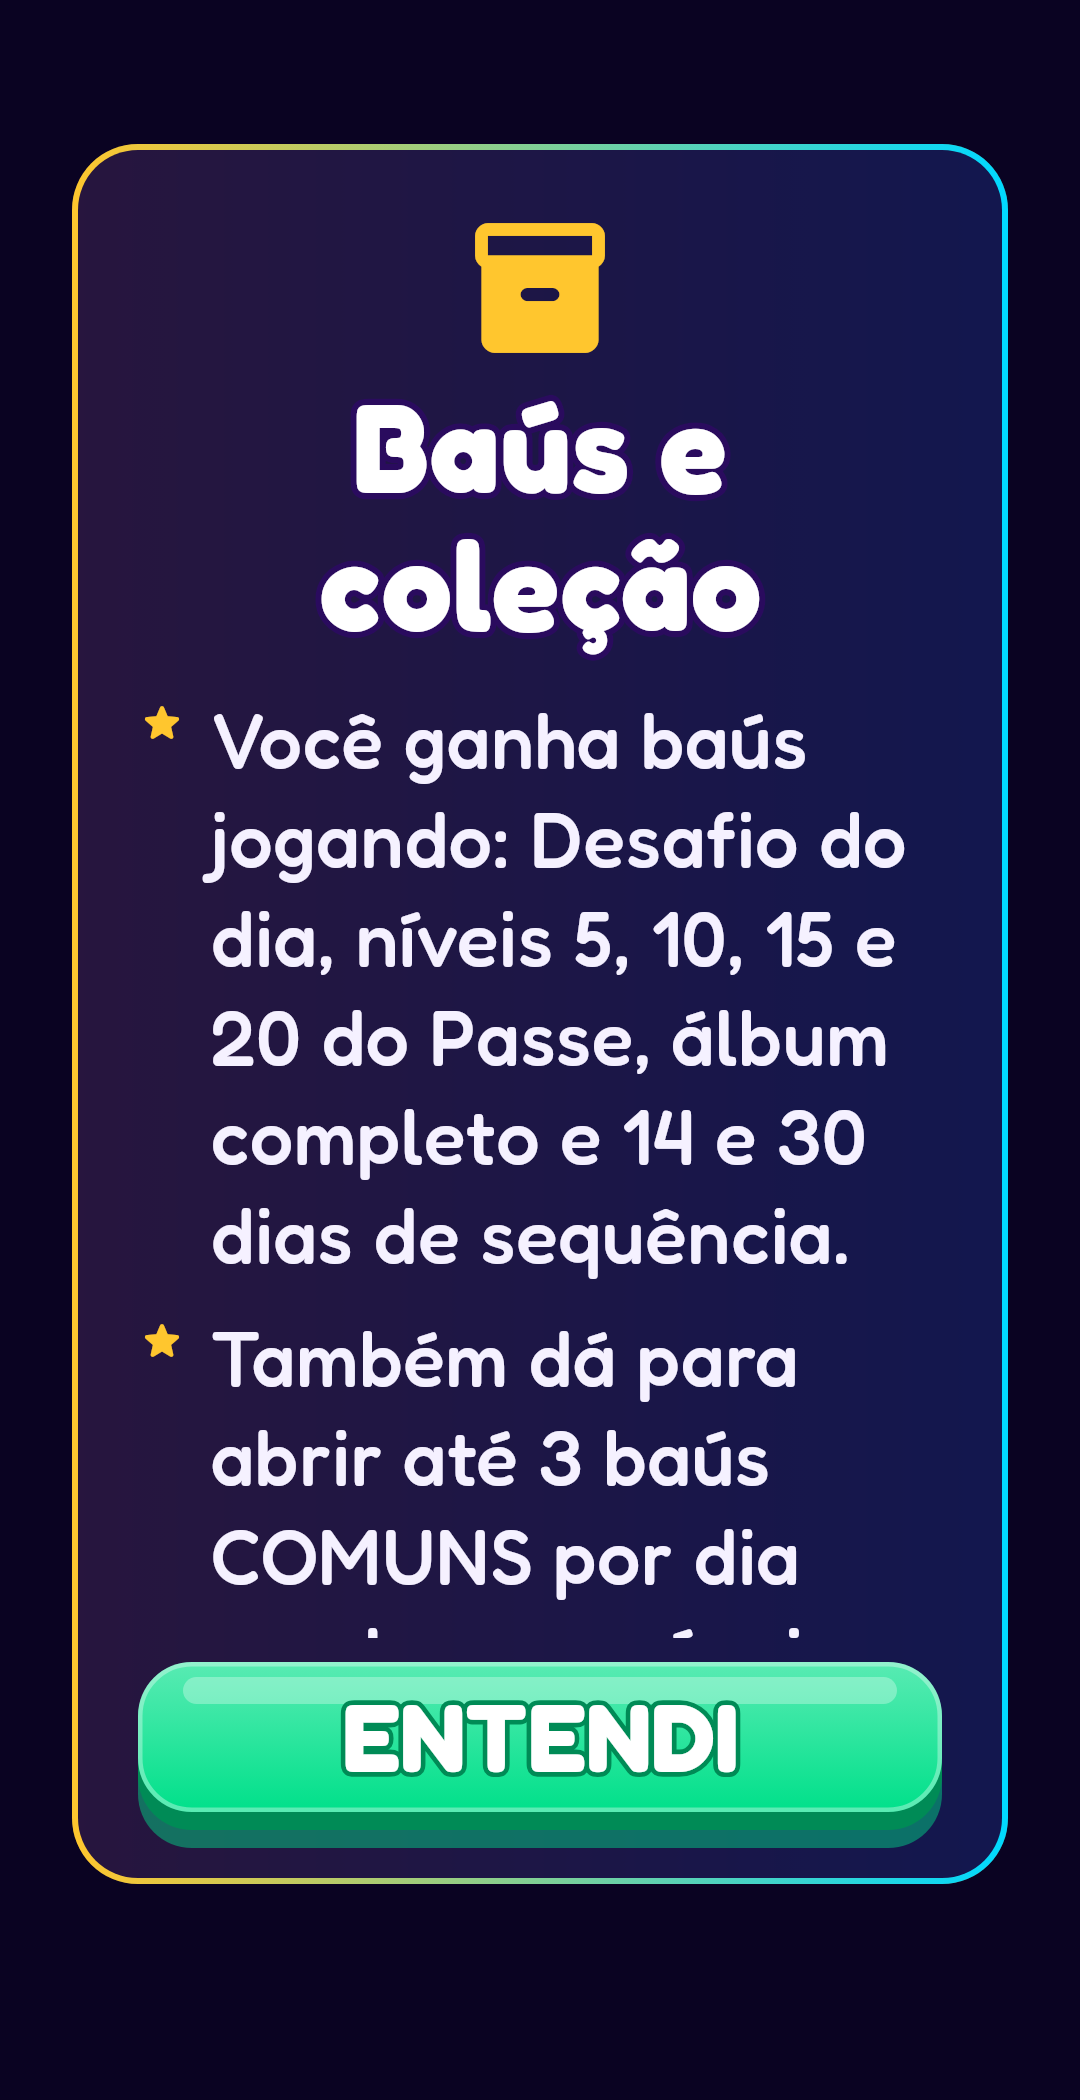 Baús e
coleção
Você ganha baús
jogando: Desafio do
dia, níveis 5, 10, 15 e
20 do Passe, álbum
completo e 14 e 30
dias de sequência.
Também dá para
abrir até 3 baús
COMUNS por dia
ENTENDI